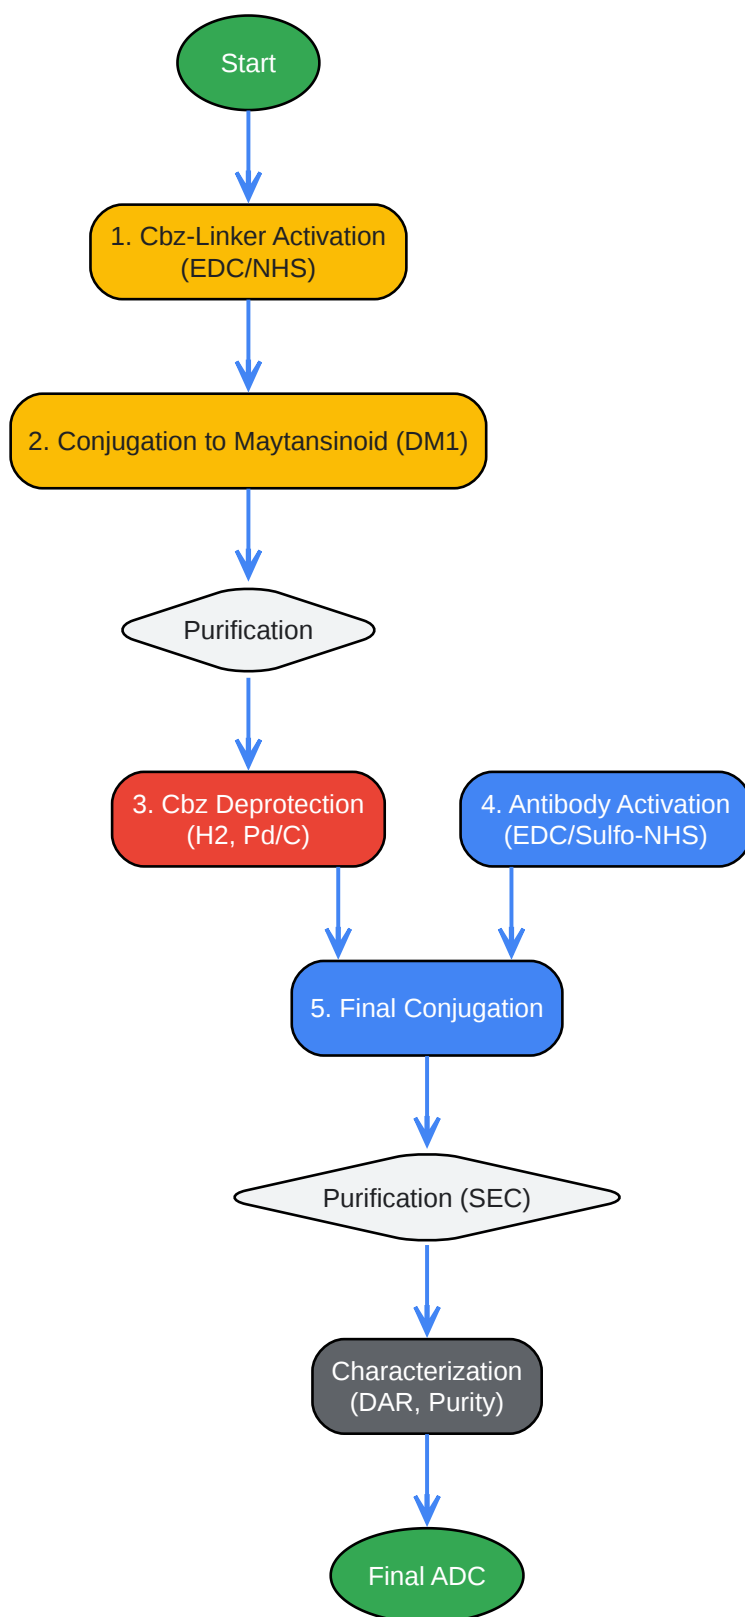 Start
1. Cbz-Linker Activation
(EDC/NHS)
2. Conjugation to Maytansinoid (DM1)
Purification
3. Cbz Deprotection
(H2, Pd/C)
4. Antibody Activation
(EDC/Sulfo-NHS)
5. Final Conjugation
Purification (SEC)
Characterization
(DAR, Purity)
Final ADC